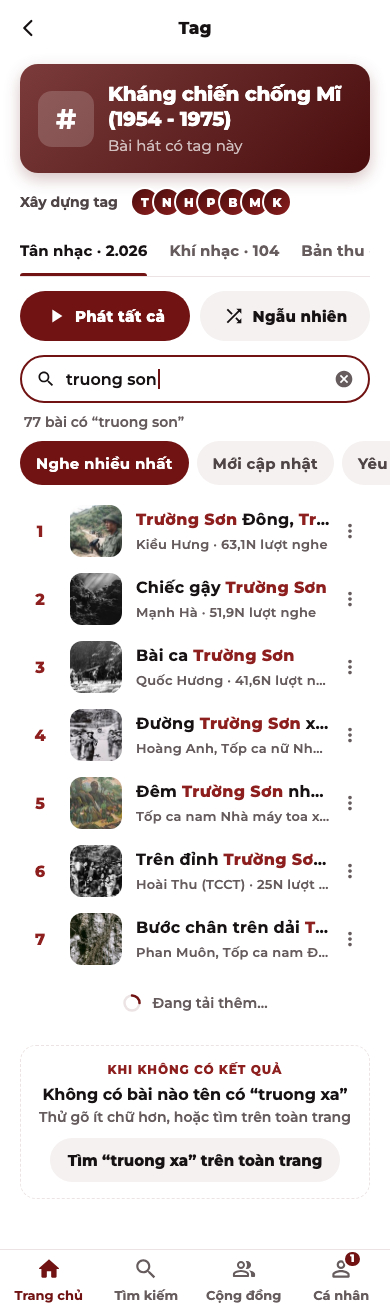 Tag
#
Kháng chiến chống Mĩ
(1954 - 1975)
Bài hát có tag này
Xây dựng tag T N H P B M K
Tân nhạc · 2.026 Khí nhạc · 104 Bản thu
Phát tất cả Ngẫu nhiên
truong son
77 bài có “truong son”
Nghe nhiều nhất Mới cập nhật Yêu
1 Trường Sơn Đông, Tr...
Kiều Hưng · 63,1N lượt nghe
2 Chiếc gậy Trường Sơn
Mạnh Hà · 51,9N lượt nghe
3 Bài ca Trường Sơn
Quốc Hương · 41,6N lượt n...
4 Đường Trường Sơn x...
Hoàng Anh, Tốp ca nữ Nh...
5 Đêm Trường Sơn nh...
Tốp ca nam Nhà máy toa x...
6 Trên đỉnh Trường Sơ...
Hoài Thu (TCCT) · 25N lượt ...
7 Bước chân trên dải T...
Phan Muôn, Tốp ca nam Đ...
Đang tải thêm...
KHI KHÔNG CÓ KẾT QUẢ
Không có bài nào tên có “truong xa”
Thử gõ ít chữ hơn, hoặc tìm trên toàn trang
Tìm “truong xa” trên toàn trang
1
Trang chủ Tìm kiếm Cộng đồng Cá nhân